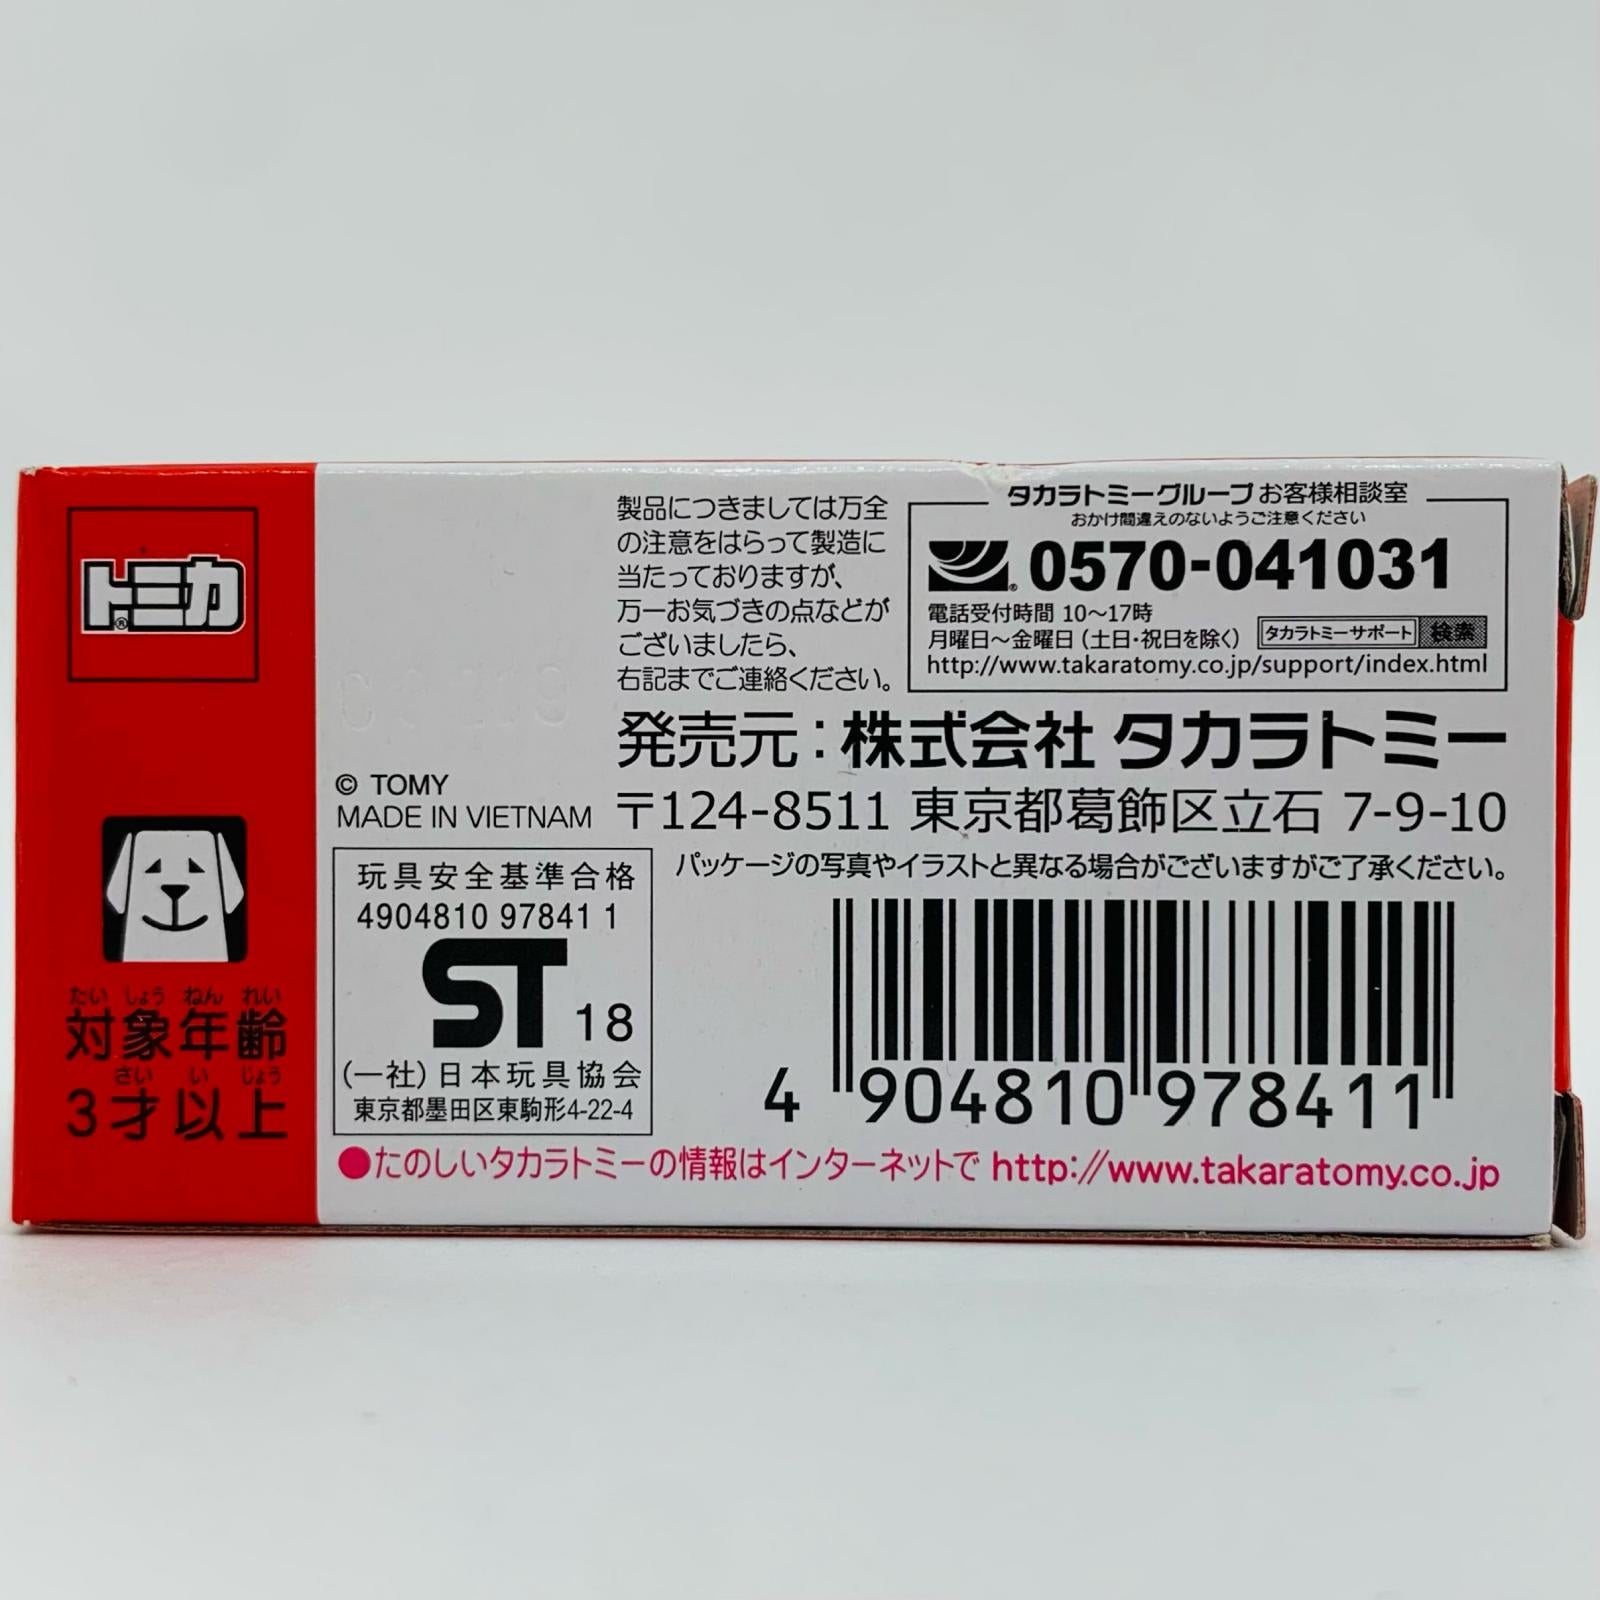 トミカ®
たい しょう ねん れい
対象年齢
さい い じょう
3才以上
© TOMY
MADE IN VIETNAM
玩具安全基準合格
4904810 97841 1
ST 18
(一社)日本玩具協会
東京都墨田区東駒形4-22-4
製品につきましては万全
の注意をはらって製造に
当たっておりますが、
万一お気づきの点などが
ございましたら、
右記までご連絡ください。
タカラトミーグループお客様相談室
おかけ間違えのないようご注意ください
0570-041031
電話受付時間 10〜17時
月曜日〜金曜日(土日・祝日を除く)
タカラトミーサポート 検索
http://www.takaratomy.co.jp/support/index.html
発売元:株式会社 タカラトミー
〒124-8511 東京都葛飾区立石 7-9-10
パッケージの写真やイラストと異なる場合がございますがご了承ください。
4 904810 978411
●たのしいタカラトミーの情報はインターネットで http://www.takaratomy.co.jp